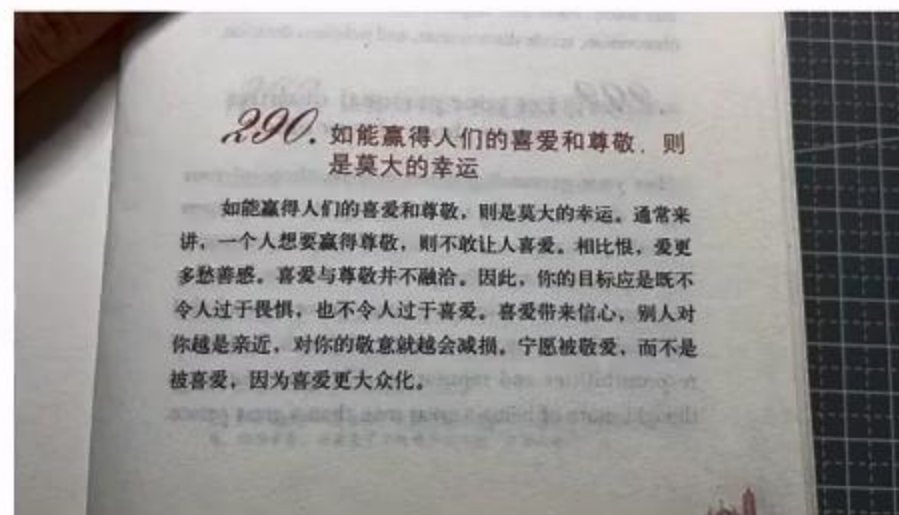 290. 如能赢得人们的喜爱和尊敬，则
是莫大的幸运
如能赢得人们的喜爱和尊敬，则是莫大的幸运。通常来
讲，一个人想要赢得尊敬，则不敢让人喜爱。相比恨，爱更
多愁善感。喜爱与尊敬并不融洽。因此，你的目标应是既不
令人过于畏惧，也不令人过于喜爱。喜爱带来信心，别人对
你越是亲近，对你的敬意就越会减损。宁愿被敬爱，而不是
被喜爱，因为喜爱更大众化。